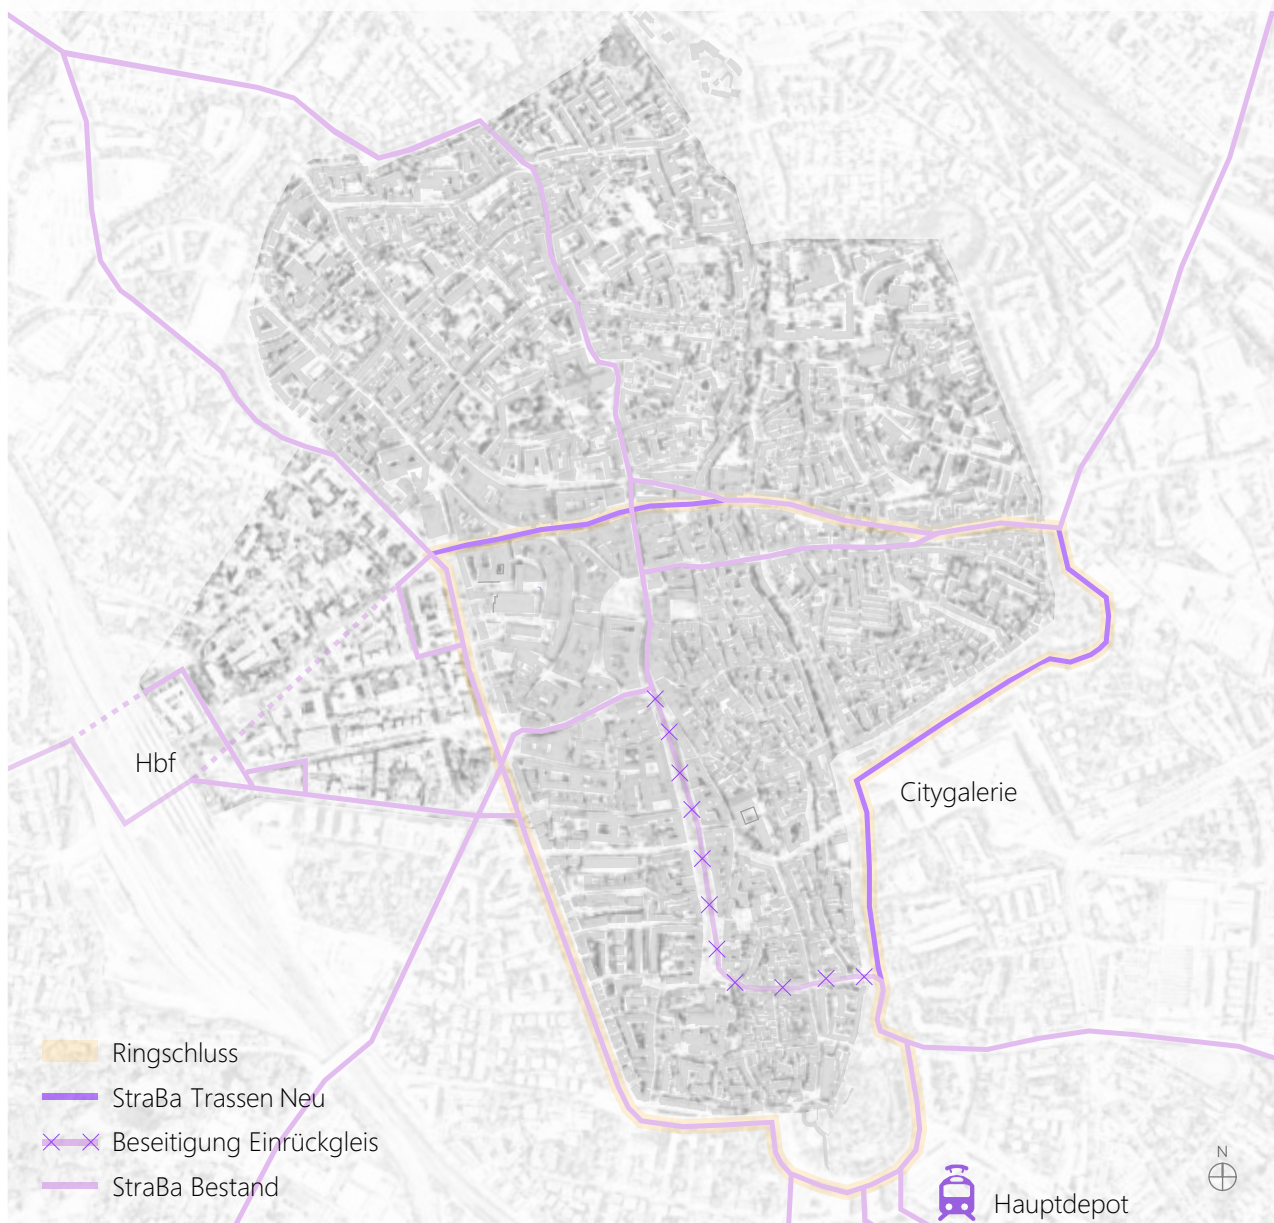 Hbf
Citygalerie
Ringschluss
StraBa Trassen Neu
Beseitigung Einrückgleis
StraBa Bestand
N
Hauptdepot